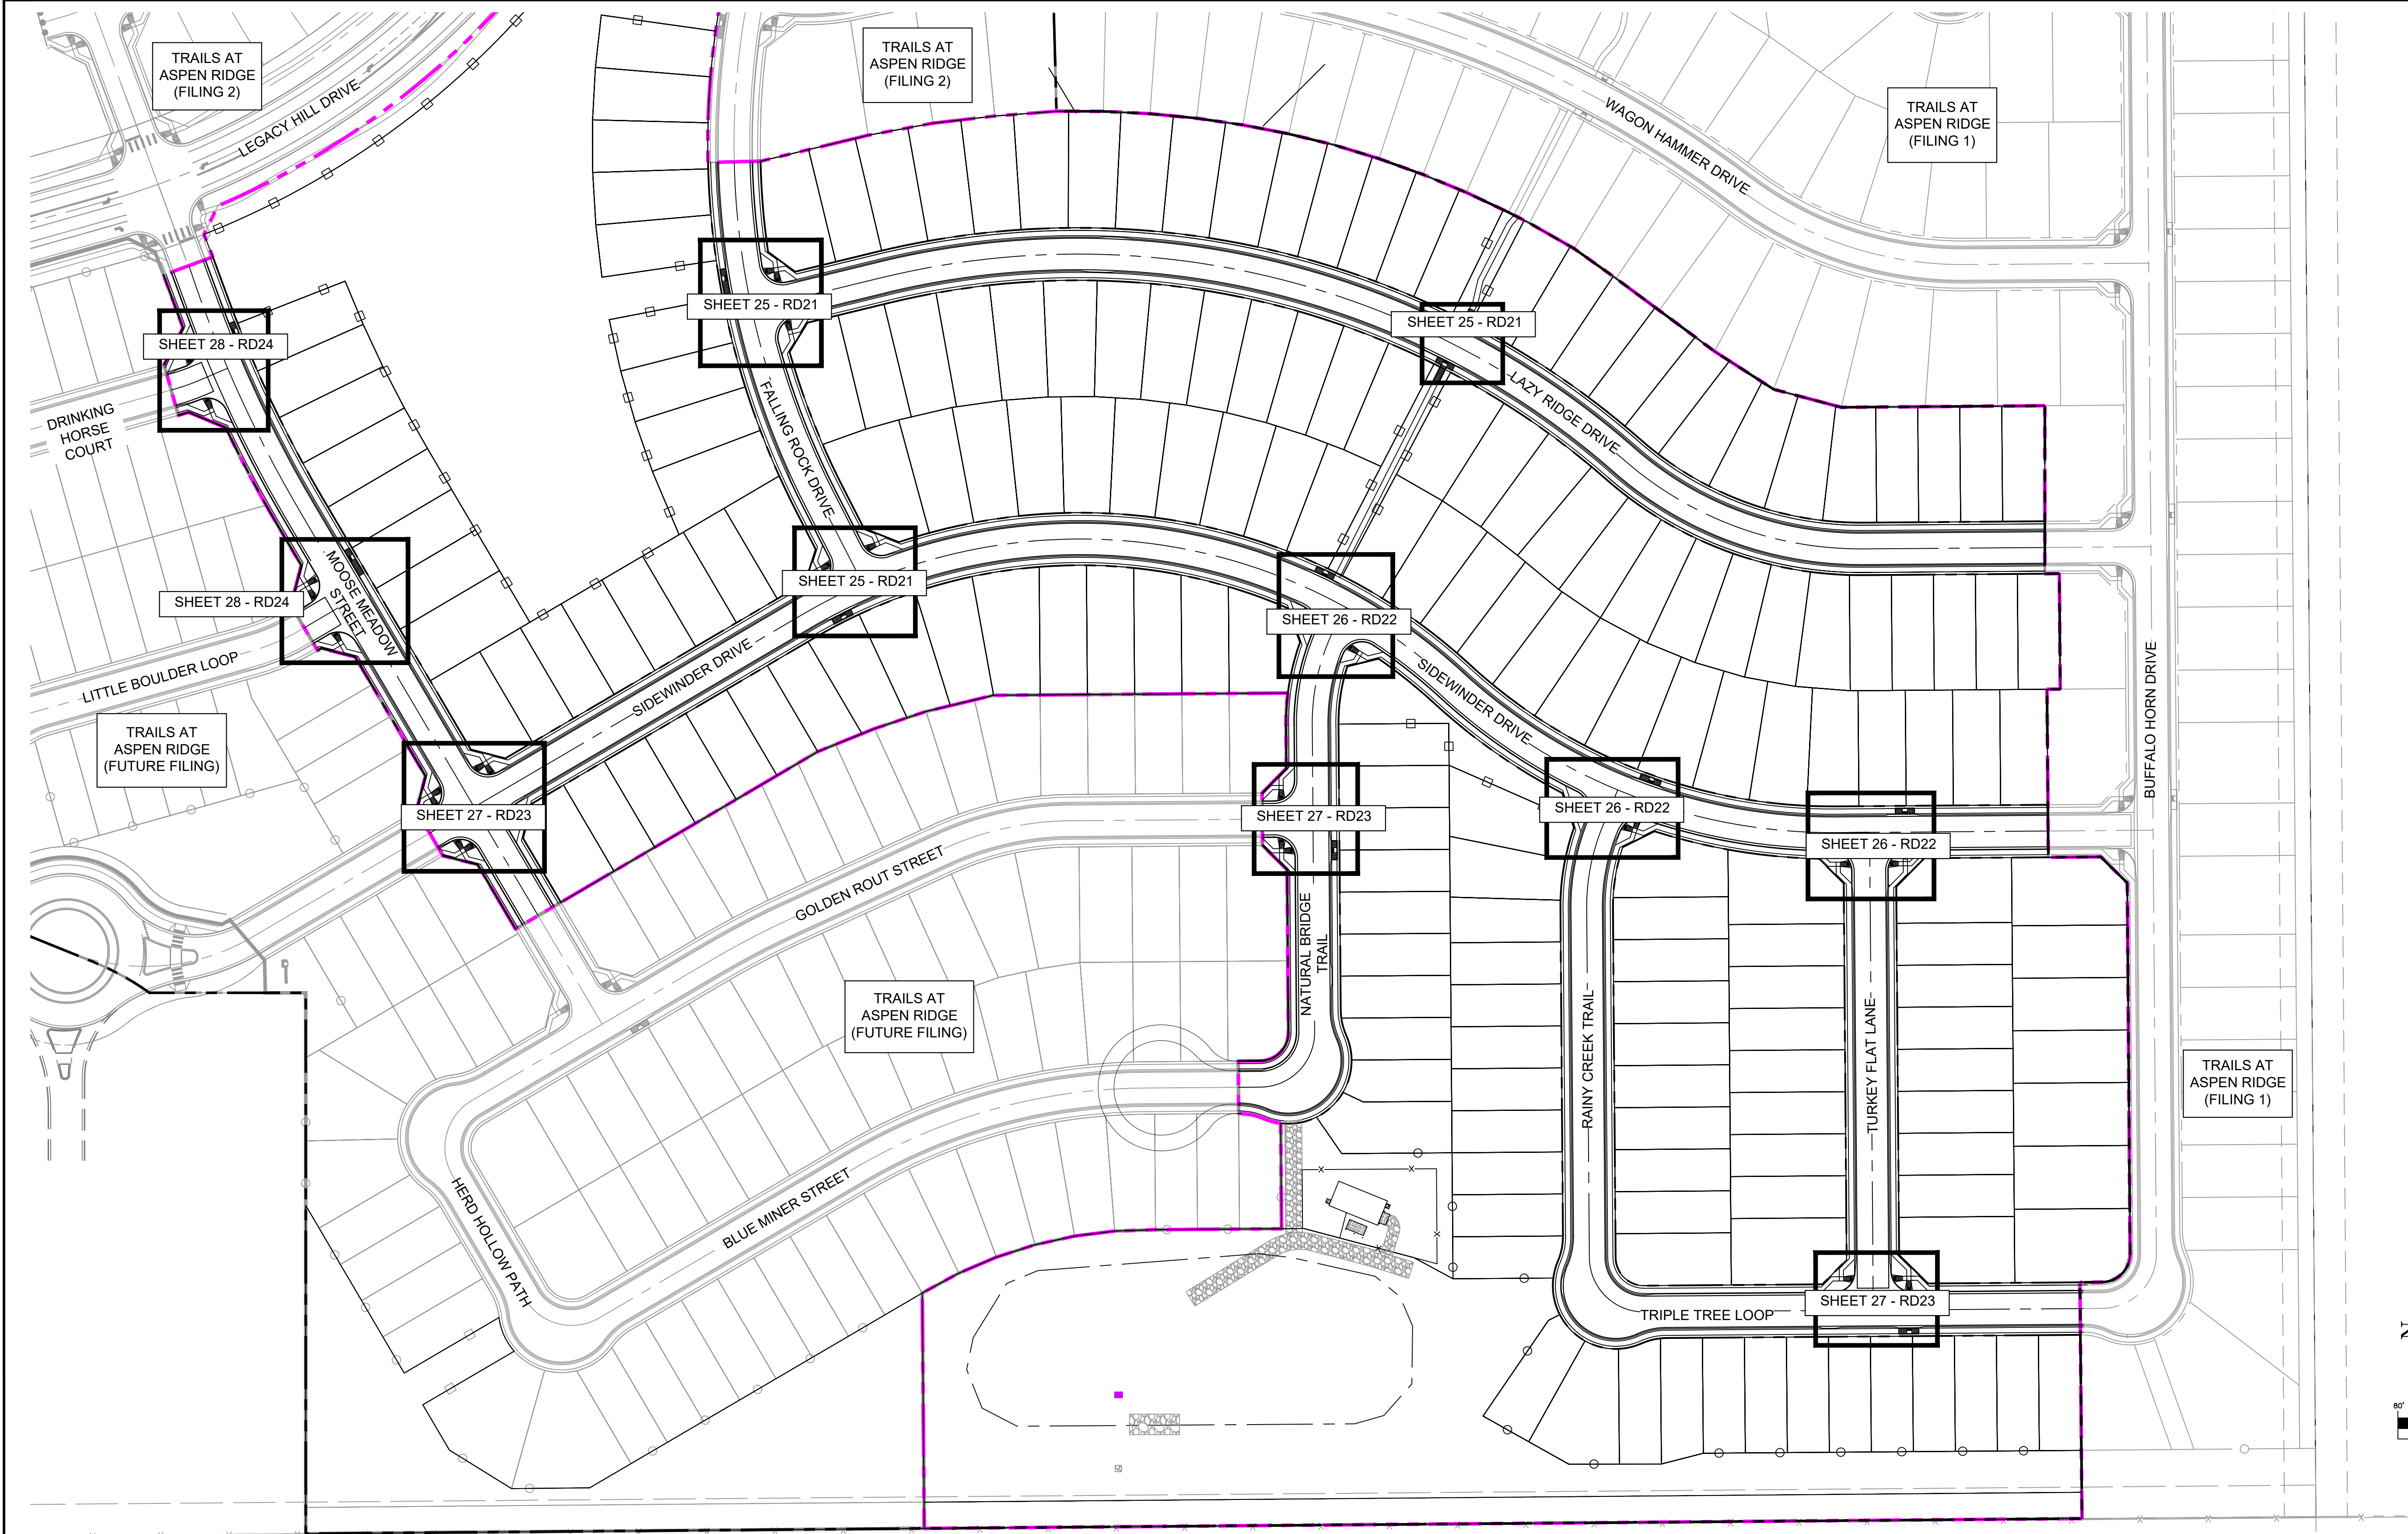 TRAILS AT
ASPEN RIDGE
(FILING 2)
LEGACY HILL DRIVE
TRAILS AT
ASPEN RIDGE
(FILING 2)
WAGON HAMMER DRIVE
TRAILS AT
ASPEN RIDGE
(FILING 1)
SHEET 28 - RD24
SHEET 25 - RD21
SHEET 25 - RD21
DRINKING
HORSE
COURT
FALLING ROCK DRIVE
LAZY RIDGE DRIVE
MOOSE MEADOW
STREET
SHEET 28 - RD24
SHEET 25 - RD21
SHEET 26 - RD22
LITTLE BOULDER LOOP
SIDEWINDER DRIVE
SIDEWINDER DRIVE
BUFFALO HORN DRIVE
TRAILS AT
ASPEN RIDGE
(FUTURE FILING)
SHEET 27 - RD23
SHEET 27 - RD23
SHEET 26 - RD22
SHEET 26 - RD22
GOLDEN ROUT STREET
NATURAL BRIDGE
TRAIL
TRAILS AT
ASPEN RIDGE
(FUTURE FILING)
RAINY CREEK TRAIL
TURKEY FLAT LANE
TRAILS AT
ASPEN RIDGE
(FILING 1)
HERD HOLLOW PATH
BLUE MINER STREET
TRIPLE TREE LOOP
SHEET 27 - RD23
N
80'